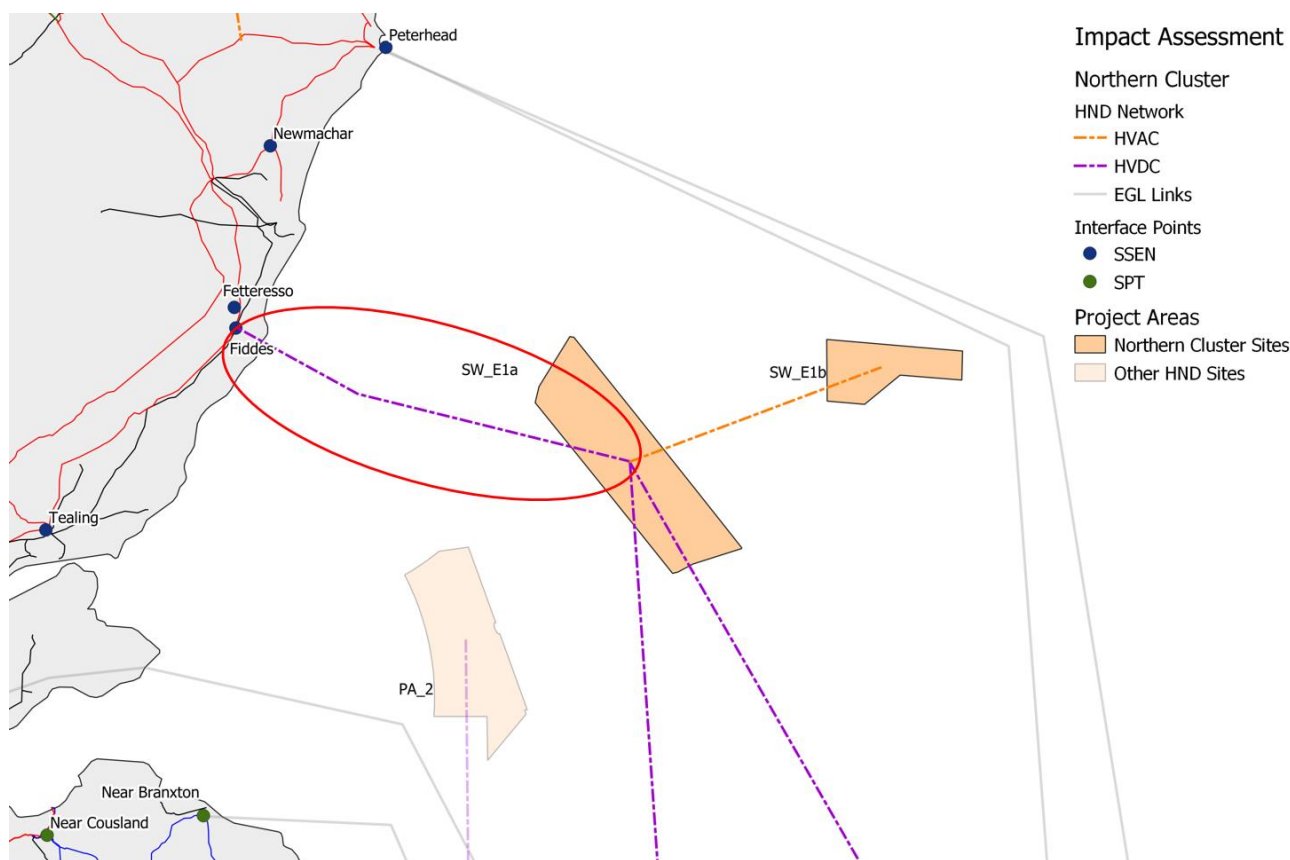 Peterhead
Newmachar
Fetteresso
Fiddes
SW_E1a
SW_E1b
Tealing
PA_2
Near Branxton
Near Cousland
Impact Assessment
Northern Cluster
HND Network
HVAC
HVDC
EGL Links
Interface Points
SSEN
SPT
Project Areas
Northern Cluster Sites
Other HND Sites